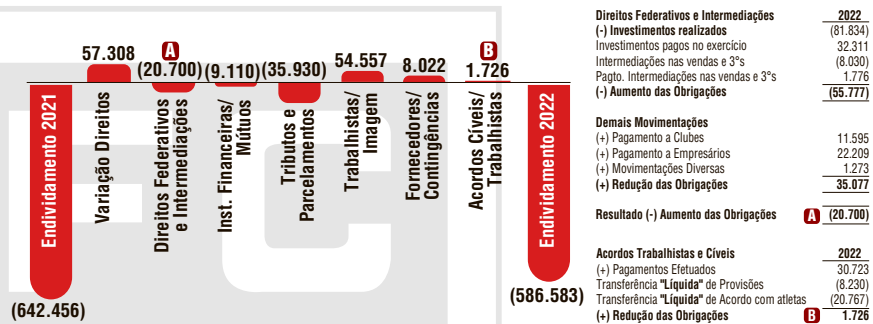 57.308
A
(20.700)
(9.110)
(35.930)
54.557
8.022
B
1.726
Endividamento 2021
Variação Direitos
Direitos Federativos
e Intermediações
Inst. Financeiras/
Mútuos
Tributos e
Parcelamentos
Trabalhistas/
Imagem
Fornecedores/
Contingências
Acordos Cíveis/
Trabalhistas
Endividamento 2022
(642.456)
(586.583)
FC
Direitos Federativos e Intermediações 2022
(-) Investimentos realizados (81.834)
Investimentos pagos no exercício 32.311
Intermediações nas vendas e 3°s (8.030)
Pagto. Intermediações nas vendas e 3°s 1.776
(-) Aumento das Obrigações (55.777)
Demais Movimentações
(+) Pagamento a Clubes 11.595
(+) Pagamento a Empresários 22.209
(+) Movimentações Diversas 1.273
(+) Redução das Obrigações 35.077
Resultado (-) Aumento das Obrigações A (20.700)
Acordos Trabalhistas e Cíveis 2022
(+) Pagamentos Efetuados 30.723
Transferência "Líquida" de Provisões (8.230)
Transferência "Líquida" de Acordo com atletas (20.767)
(+) Redução das Obrigações B 1.726